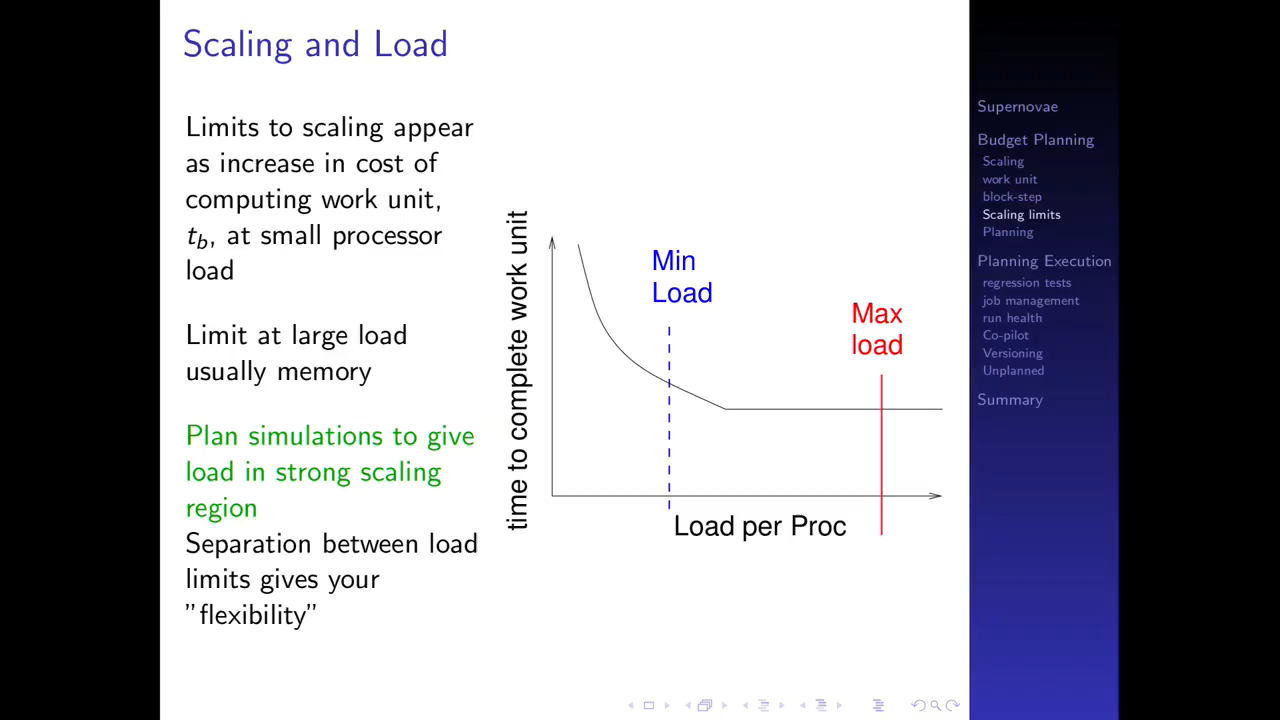 Scaling and Load
Limits to scaling appear
as increase in cost of
computing work unit,
t_b, at small processor
load
Limit at large load
usually memory
Plan simulations to give
load in strong scaling
region
Separation between load
limits gives your
”flexibility”
time to complete work unit
Min
Load
Max
load
Load per Proc
Supernovae
Budget Planning
Scaling
work unit
block-step
Scaling limits
Planning
Planning Execution
regression tests
job management
run health
Co-pilot
Versioning
Unplanned
Summary